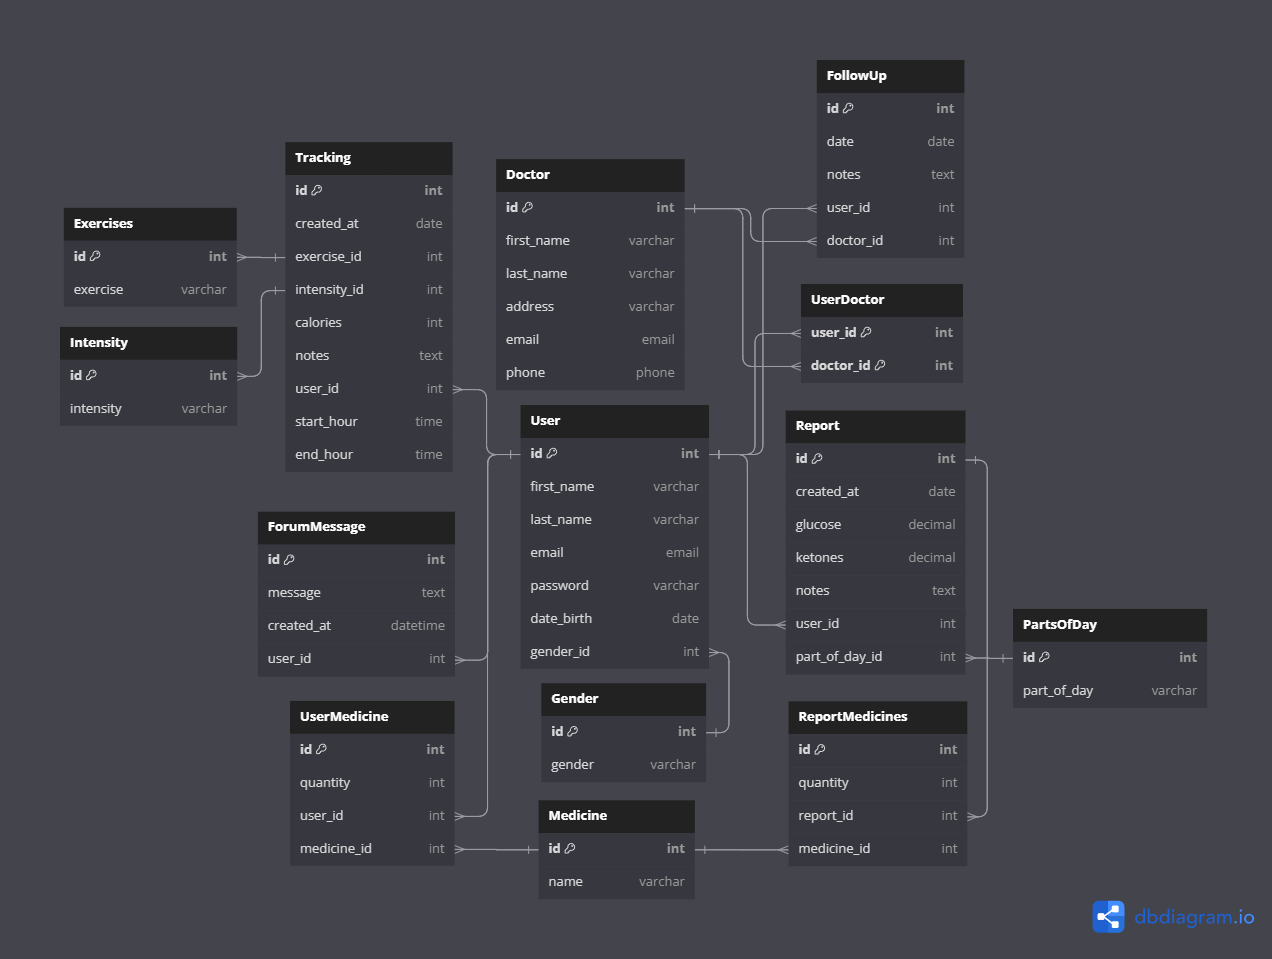 FollowUp
id int
date date
notes text
user_id int
doctor_id int
Tracking
id int
created_at date
exercise_id int
intensity_id int
calories int
notes text
user_id int
start_hour time
end_hour time
Doctor
id int
first_name varchar
last_name varchar
address varchar
email email
phone phone
Exercises
id int
exercise varchar
UserDoctor
user_id int
doctor_id int
Intensity
id int
intensity varchar
User
id int
first_name varchar
last_name varchar
email email
password varchar
date_birth date
gender_id int
Report
id int
created_at date
glucose decimal
ketones decimal
notes text
user_id int
part_of_day_id int
ForumMessage
id int
message text
created_at datetime
user_id int
PartsOfDay
id int
part_of_day varchar
Gender
id int
gender varchar
UserMedicine
id int
quantity int
user_id int
medicine_id int
ReportMedicines
id int
quantity int
report_id int
medicine_id int
Medicine
id int
name varchar
dbdiagram.io